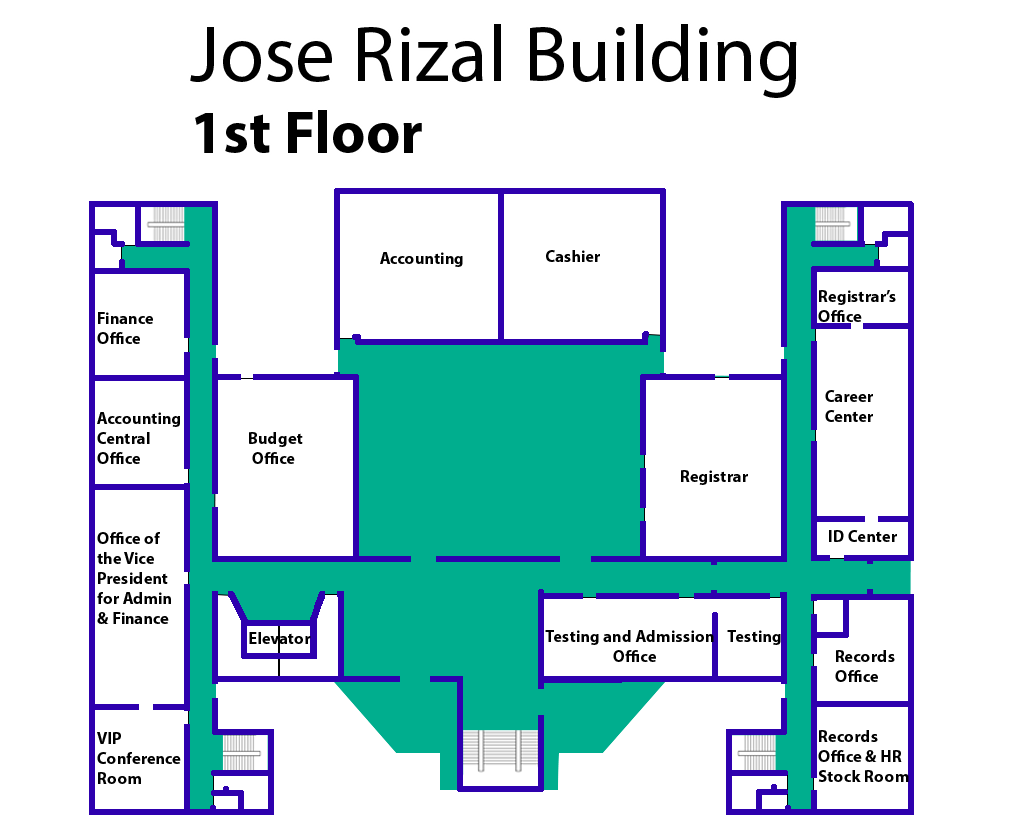 Jose Rizal Building
1st Floor
Accounting
Cashier
Finance
Office
Registrar's
Office
Accounting
Central
Office
Budget
Office
Career
Center
Registrar
Office of
the Vice
President
for Admin
& Finance
ID Center
Elevator
Testing and Admission
Office
Testing
Records
Office
VIP
Conference
Room
Records
Office & HR
Stock Room